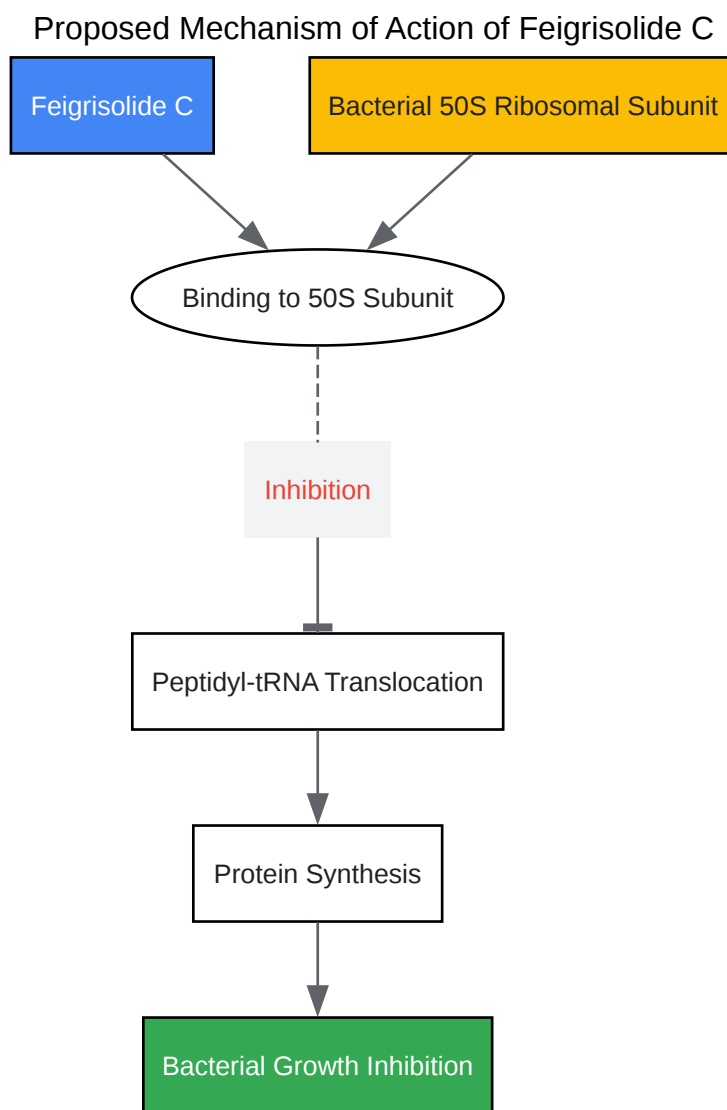 Proposed Mechanism of Action of Feigrisolide C
Feigrisolide C
Bacterial 50S Ribosomal Subunit
Binding to 50S Subunit
Inhibition
Peptidyl-tRNA Translocation
Protein Synthesis
Bacterial Growth Inhibition